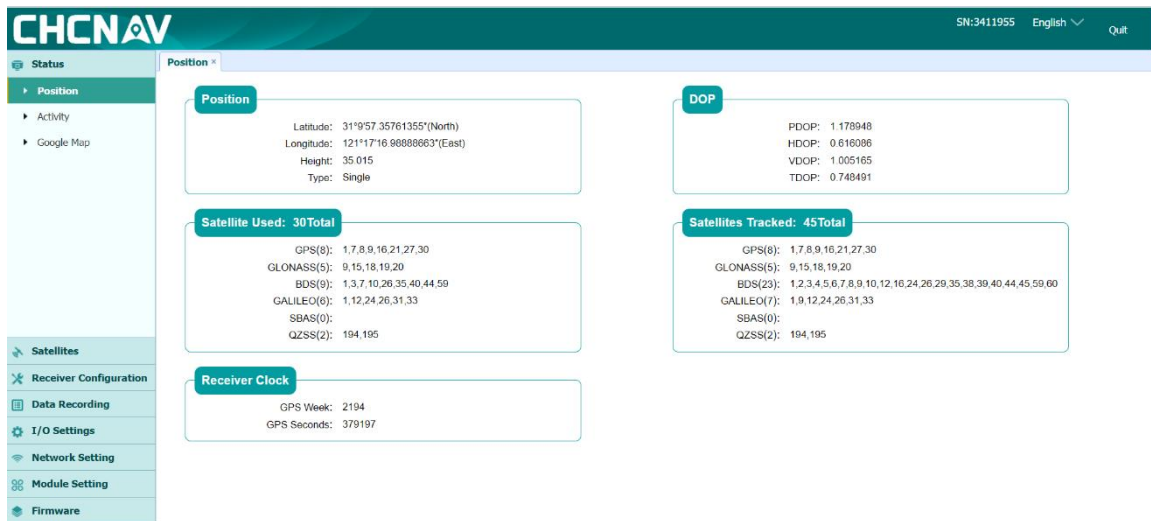 CHCNAV
SN:3411955 English Quit
Status
Position
Activity
Google Map
Satellites
Receiver Configuration
Data Recording
I/O Settings
Network Setting
Module Setting
Firmware
Position ×
Position
Latitude: 31°9'57.35761355"(North)
Longitude: 121°17'16.98888663"(East)
Height: 35.015
Type: Single
DOP
PDOP: 1.178948
HDOP: 0.616086
VDOP: 1.005165
TDOP: 0.748491
Satellite Used: 30Total
GPS(8): 1,7,8,9,16,21,27,30
GLONASS(5): 9,15,18,19,20
BDS(9): 1,3,7,10,26,35,40,44,59
GALILEO(6): 1,12,24,26,31,33
SBAS(0):
QZSS(2): 194,195
Satellites Tracked: 45Total
GPS(8): 1,7,8,9,16,21,27,30
GLONASS(5): 9,15,18,19,20
BDS(23): 1,2,3,4,5,6,7,8,9,10,12,16,24,26,29,35,38,39,40,44,45,59,60
GALILEO(7): 1,9,12,24,26,31,33
SBAS(0):
QZSS(2): 194,195
Receiver Clock
GPS Week: 2194
GPS Seconds: 379197